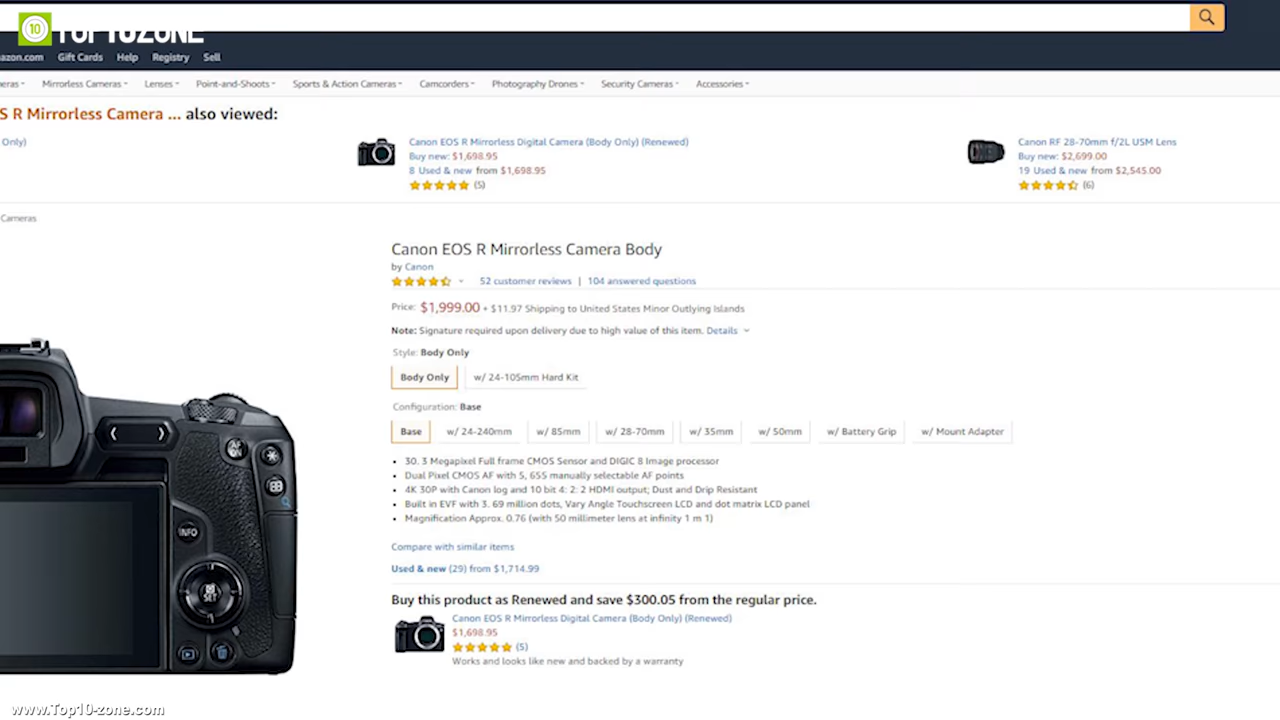 10 TOP10ZONE
azon.com Gift Cards Help Registry Sell
eras Mirrorless Cameras Lenses Point-and-Shoots Sports & Action Cameras Camcorders Photography Drones Security Cameras Accessories
S R Mirrorless Camera ... also viewed:
Only)
Canon EOS R Mirrorless Digital Camera (Body Only) (Renewed)
Buy new: $1,698.95
8 Used & new from $1,698.95
(5)
Canon RF 28-70mm f/2L USM Lens
Buy new: $2,699.00
19 Used & new from $2,545.00
(6)
Cameras
Canon EOS R Mirrorless Camera Body
by Canon
52 customer reviews | 104 answered questions
Price: $1,999.00 + $11.97 Shipping to United States Minor Outlying Islands
Note: Signature required upon delivery due to high value of this item. Details
Style: Body Only
Body Only w/ 24-105mm Hard Kit
Configuration: Base
Base w/ 24-240mm w/ 85mm w/ 28-70mm w/ 35mm w/ 50mm w/ Battery Grip w/ Mount Adapter
• 30. 3 Megapixel Full frame CMOS Sensor and DIGIC 8 Image processor
• Dual Pixel CMOS AF with 5, 655 manually selectable AF points
• 4K 30P with Canon log and 10 bit 4: 2: 2 HDMI output; Dust and Drip Resistant
• Built in EVF with 3. 69 million dots, Vary Angle Touchscreen LCD and dot matrix LCD panel
• Magnification Approx. 0.76 (with 50 millimeter lens at infinity 1 m 1)
Compare with similar items
Used & new (29) from $1,714.99
Buy this product as Renewed and save $300.05 from the regular price.
Canon EOS R Mirrorless Digital Camera (Body Only) (Renewed)
$1,698.95
(5)
Works and looks like new and backed by a warranty
AF
INFO
SET
www.Top10-zone.com